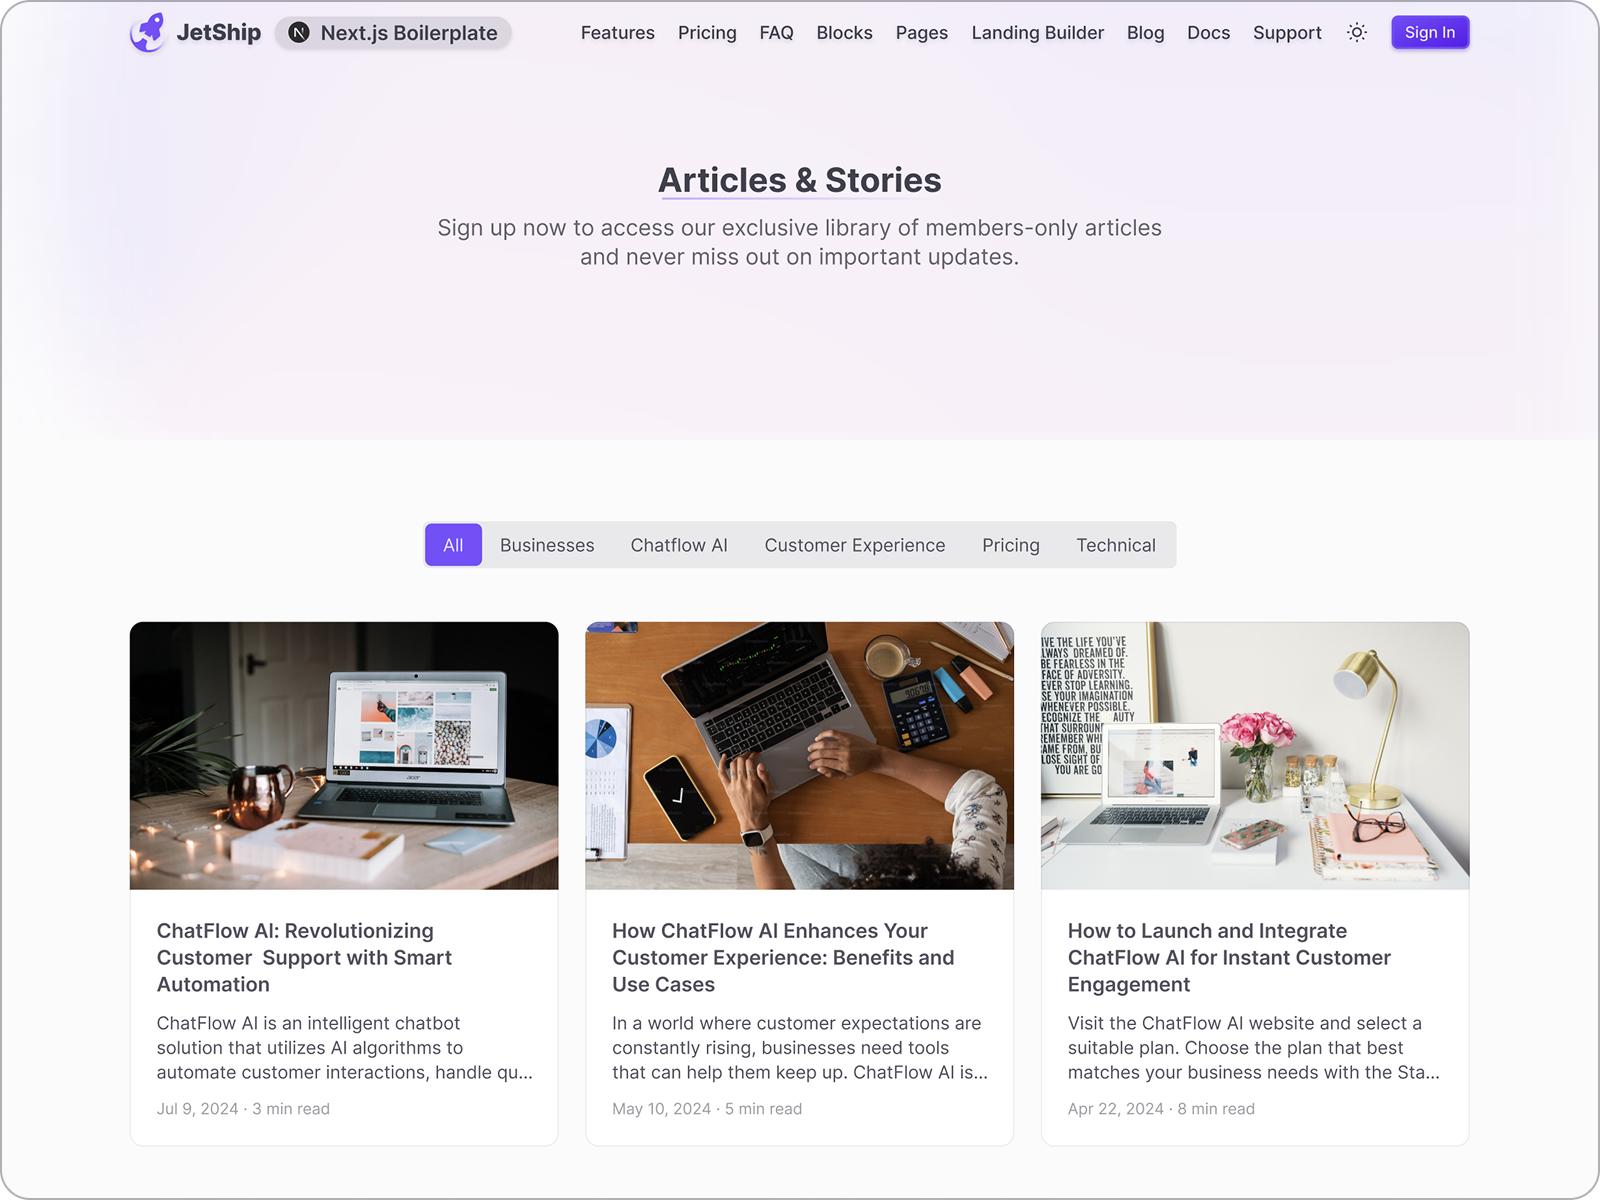 JetShip
Next.js Boilerplate
Features
Pricing
FAQ
Blocks
Pages
Landing Builder
Blog
Docs
Support
Sign In
Articles & Stories
Sign up now to access our exclusive library of members-only articles
and never miss out on important updates.
All
Businesses
Chatflow AI
Customer Experience
Pricing
Technical
acer
IVE THE LIFE YOU'VE
LWAYS DREAMED OF.
BE FEARLESS IN THE
FACE OF ADVERSITY.
EVER STOP LEARNING.
SE YOUR IMAGINATION
WHENEVER POSSIBLE.
ECOGNIZE THE AUTY
THAT SURROUN
REMEMBER WH
AME FROM, BU
LOSE SIGHT OF
YOU ARE GO
ChatFlow AI: Revolutionizing
Customer Support with Smart
Automation
ChatFlow AI is an intelligent chatbot
solution that utilizes AI algorithms to
automate customer interactions, handle qu...
Jul 9, 2024 · 3 min read
How ChatFlow AI Enhances Your
Customer Experience: Benefits and
Use Cases
In a world where customer expectations are
constantly rising, businesses need tools
that can help them keep up. ChatFlow AI is...
May 10, 2024 · 5 min read
How to Launch and Integrate
ChatFlow AI for Instant Customer
Engagement
Visit the ChatFlow AI website and select a
suitable plan. Choose the plan that best
matches your business needs with the Sta...
Apr 22, 2024 · 8 min read